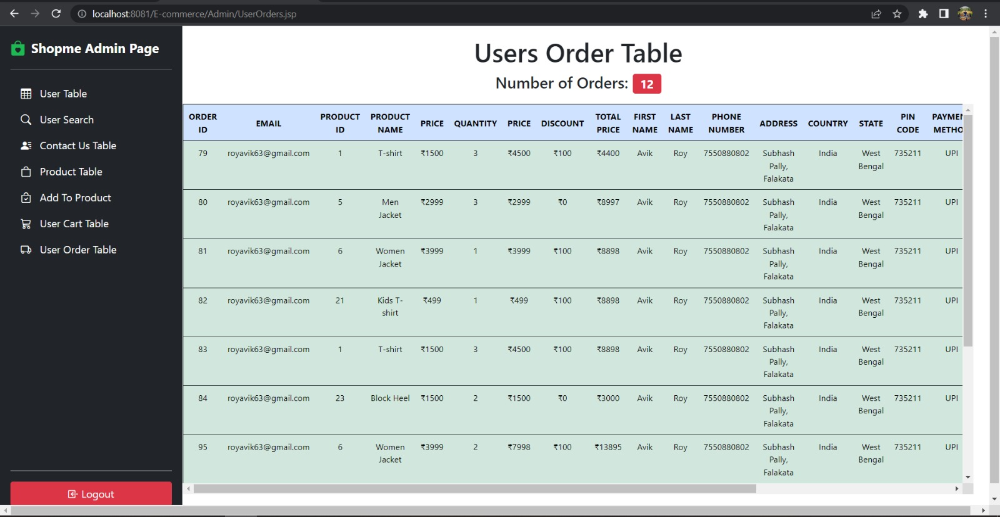 localhost:8081/E-commerce/Admin/UserOrders.jsp
Shopme Admin Page
User Table
User Search
Contact Us Table
Product Table
Add To Product
User Cart Table
User Order Table
Logout
Users Order Table
Number of Orders: 12
ORDER ID EMAIL PRODUCT ID PRODUCT NAME PRICE QUANTITY PRICE DISCOUNT TOTAL PRICE FIRST NAME LAST NAME PHONE NUMBER ADDRESS COUNTRY STATE PIN CODE PAYMEN METHO
79 royavik63@gmail.com 1 T-shirt ₹1500 3 ₹4500 ₹100 ₹4400 Avik Roy 7550880802 Subhash Pally, Falakata India West Bengal 735211 UPI
80 royavik63@gmail.com 5 Men Jacket ₹2999 3 ₹2999 ₹0 ₹8997 Avik Roy 7550880802 Subhash Pally, Falakata India West Bengal 735211 UPI
81 royavik63@gmail.com 6 Women Jacket ₹3999 1 ₹3999 ₹100 ₹8898 Avik Roy 7550880802 Subhash Pally, Falakata India West Bengal 735211 UPI
82 royavik63@gmail.com 21 Kids T-shirt ₹499 1 ₹499 ₹100 ₹8898 Avik Roy 7550880802 Subhash Pally, Falakata India West Bengal 735211 UPI
83 royavik63@gmail.com 1 T-shirt ₹1500 3 ₹4500 ₹100 ₹8898 Avik Roy 7550880802 Subhash Pally, Falakata India West Bengal 735211 UPI
84 royavik63@gmail.com 23 Block Heel ₹1500 2 ₹1500 ₹0 ₹3000 Avik Roy 7550880802 Subhash Pally, Falakata India West Bengal 735211 UPI
95 royavik63@gmail.com 6 Women Jacket ₹3999 2 ₹7998 ₹100 ₹13895 Avik Roy 7550880802 Subhash Pally, Falakata India West Bengal 735211 UPI